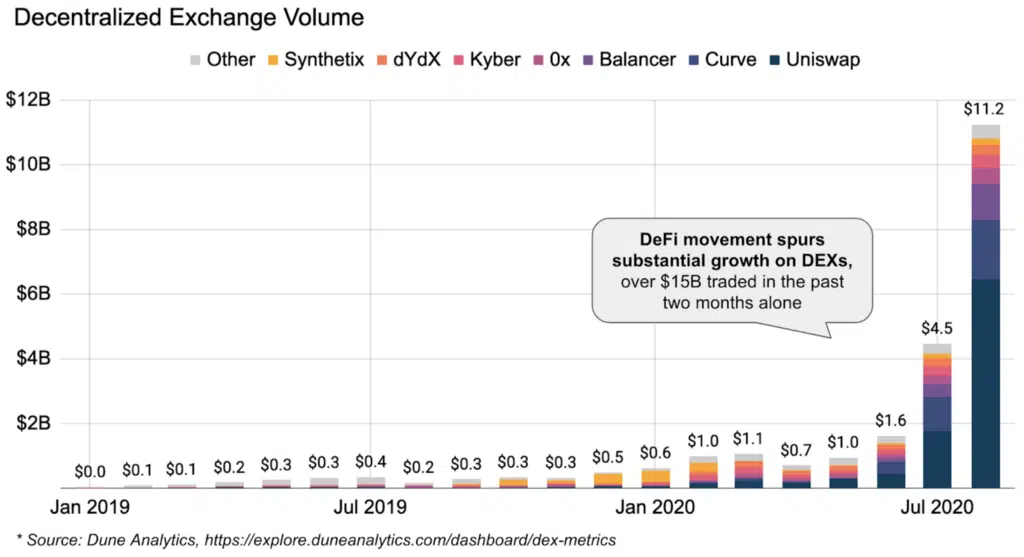 Decentralized Exchange Volume
Other Synthetix dYdX Kyber 0x Balancer Curve Uniswap
$12B
$11.2
$10B
$8B
DeFi movement spurs
substantial growth on DEXs,
over $15B traded in the past
two months alone
$6B
$4.5
$4B
$2B
$1.6
$0.0 $0.1 $0.1 $0.2 $0.3 $0.3 $0.4 $0.2 $0.3 $0.3 $0.3 $0.5 $0.6 $1.0 $1.1 $0.7 $1.0
Jan 2019 Jul 2019 Jan 2020 Jul 2020
* Source: Dune Analytics, https://explore.duneanalytics.com/dashboard/dex-metrics